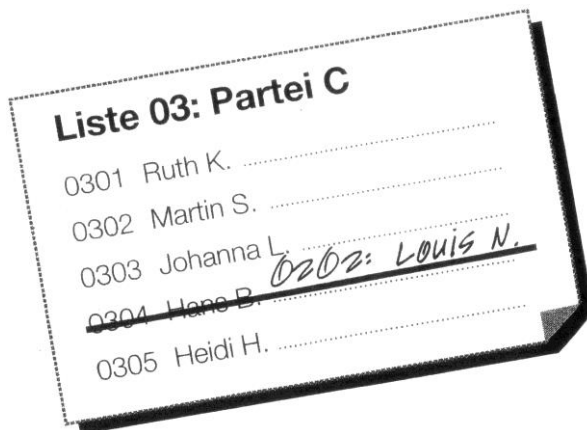 Liste 03: Partei C
0301 Ruth K.
0302 Martin S.
0303 Johanna L.
0202: Louis N.
0304 Hans B.
0305 Heidi H.